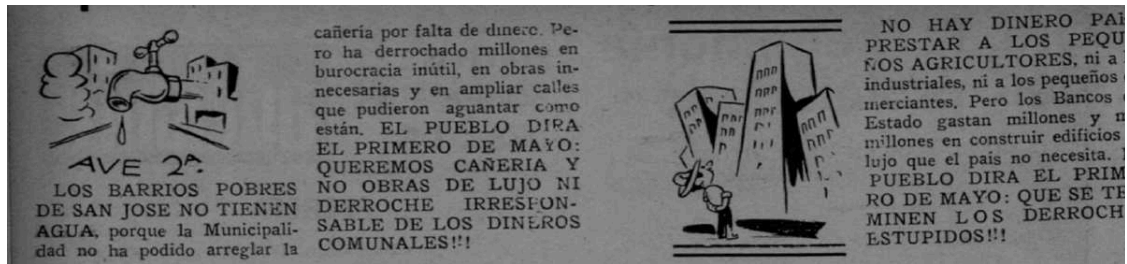 AVE 2ª.
LOS BARRIOS POBRES
DE SAN JOSE NO TIENEN
AGUA, porque la Municipali-
dad no ha podido arreglar la
cañería por falta de dinero. Pe-
ro ha derrochado millones en
burocracia inútil, en obras in-
necesarias y en ampliar calles
que pudieron aguantar como
están. EL PUEBLO DIRA
EL PRIMERO DE MAYO:
QUEREMOS CAÑERIA Y
NO OBRAS DE LUJO NI
DERROCHE IRRESPON-
SABLE DE LOS DINEROS
COMUNALES!!!
NO HAY DINERO PA
PRESTAR A LOS PEQU
ÑOS AGRICULTORES, ni a
industriales, ni a los pequeños
merciantes. Pero los Bancos
Estado gastan millones y
millones en construir edificios
lujo que el país no necesita.
PUEBLO DIRA EL PRIM
RO DE MAYO: QUE SE TE
MINEN LOS DERROCH
ESTUPIDOS!!!